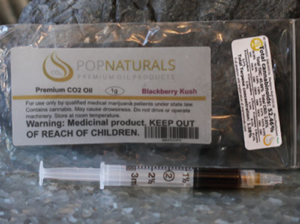 POPNATURALS
PREMIUM OIL PRODUCTS
Premium CO2 Oil
1g
Blackberry Kush
For use only by qualified medical marijuana patients under state law.
Contains cannabis. May cause drowsiness. Do not drive or operate
machinery. Store at room temperature.
Warning: Medicinal product, KEEP OUT
OF REACH OF CHILDREN.